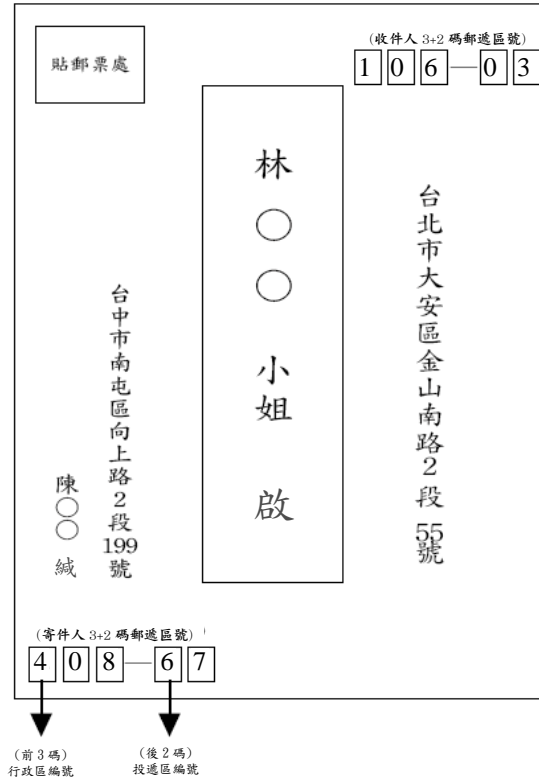 貼郵票處
(收件人 3+2 碼郵遞區號)
106—03
台北市大安區金山南路2段55號
林○○ 小姐 啟
台中市南屯區向上路2段199號
陳○○ 緘
(寄件人 3+2 碼郵遞區號)
408—67
(前3碼)
行政區編號
(後2碼)
投遞區編號